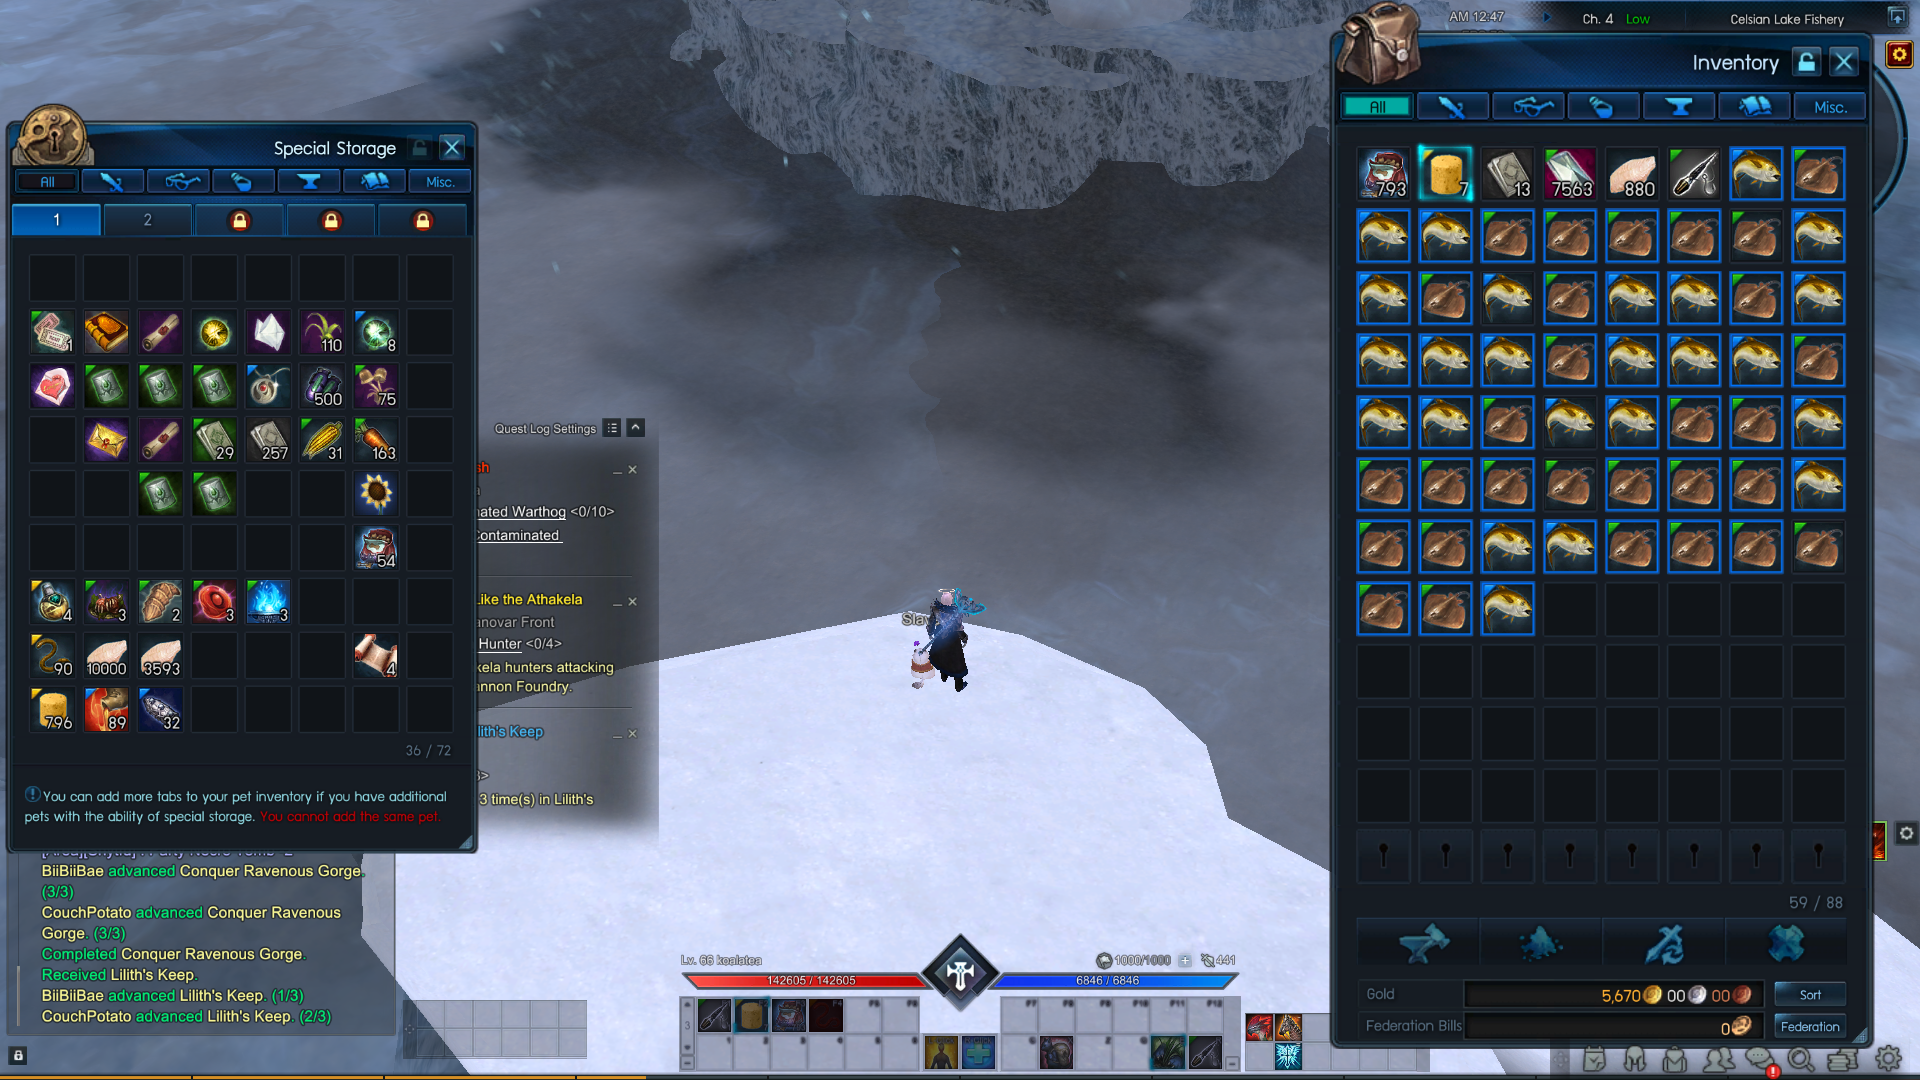 AM 12:47
Ch. 4 Low
Celsian Lake Fishery
Inventory
All
Misc.
793
7
13
7563
880
59 / 88
Gold
5,670 00 00
Sort
Federation Bills
0
Federation
Special Storage
All
Misc.
1
2
1
110
8
500
75
29
257
31
163
54
4
3
2
3
3
90
10000
3593
4
796
89
32
36 / 72
You can add more tabs to your pet inventory if you have additional
pets with the ability of special storage. You cannot add the same pet.
Quest Log Settings
sh
nated Warthog <0/10>
Contaminated
Like the Athakela
anovar Front
Hunter <0/4>
kela hunters attacking
annon Foundry.
ilith's Keep
3 time(s) in Lilith's
Slay
BiiBiiBae advanced Conquer Ravenous Gorge.
(3/3)
CouchPotato advanced Conquer Ravenous
Gorge. (3/3)
Completed Conquer Ravenous Gorge.
Received Lilith's Keep.
BiiBiiBae advanced Lilith's Keep. (1/3)
CouchPotato advanced Lilith's Keep. (2/3)
Lv. 66 koalatea
1000/1000
441
142605 / 142605
6846 / 6846
3